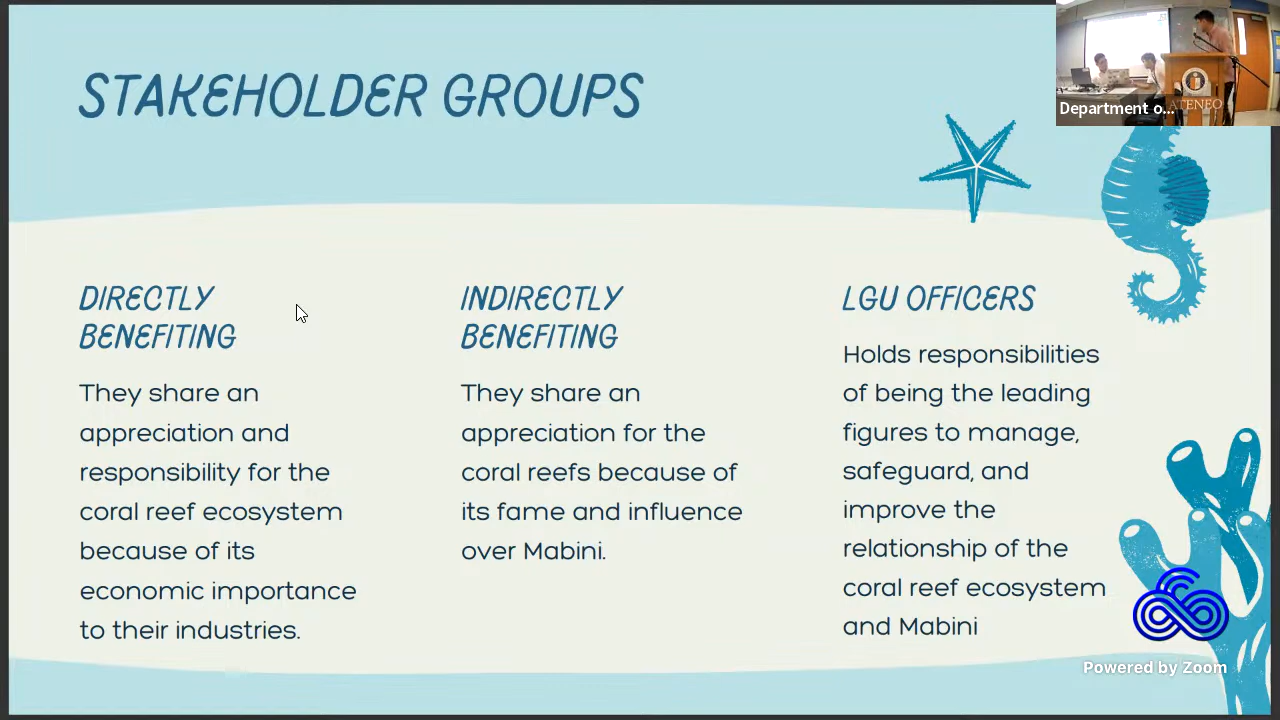 STAKEHOLDER GROUPS
DIRECTLY
BENEFITING
They share an
appreciation and
responsibility for the
coral reef ecosystem
because of its
economic importance
to their industries.
INDIRECTLY
BENEFITING
They share an
appreciation for the
coral reefs because of
its fame and influence
over Mabini.
LGU OFFICERS
Holds responsibilities
of being the leading
figures to manage,
safeguard, and
improve the
relationship of the
coral reef ecosystem
and Mabini
Department o...
ATENEO
Powered by Zoom